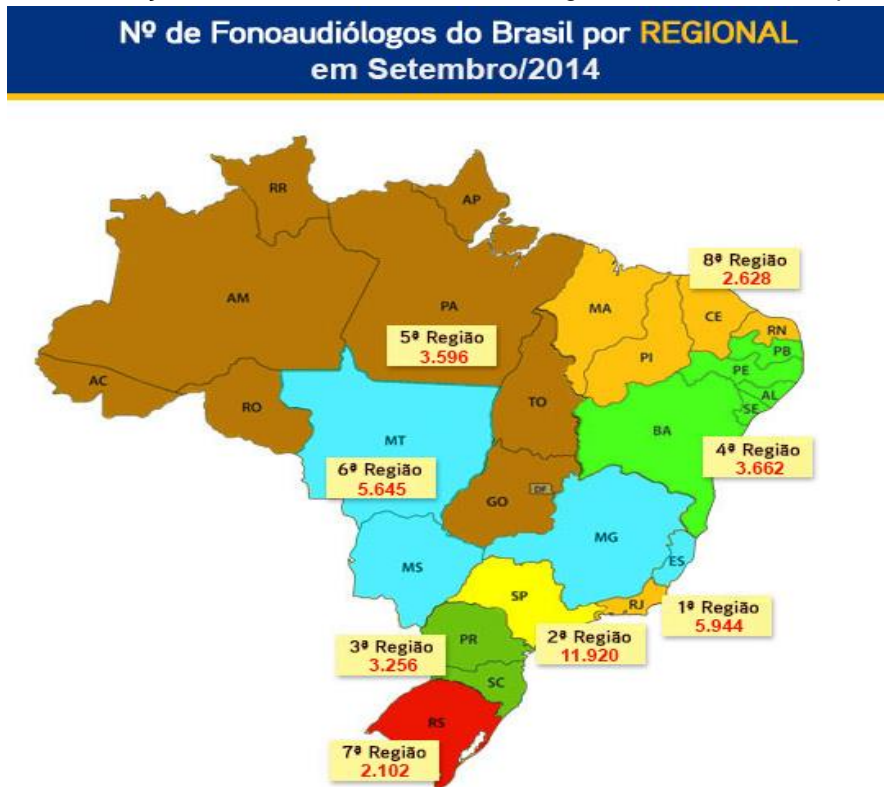 Nº de Fonoaudiólogos do Brasil por REGIONAL
em Setembro/2014
RR
AP
8ª Região
2.628
AM
PA
MA
CE
RN
5ª Região
3.596
PI
PB
PE
AC
AL
RO
TO
SE
MT
BA
4ª Região
3.662
6ª Região
5.645
GO
DF
MG
MS
ES
SP
RJ
1ª Região
5.944
PR
2ª Região
11.920
3ª Região
3.256
SC
RS
7ª Região
2.102